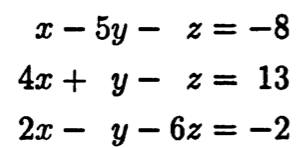 x − 5y − z = −8
4x + y − z = 13
2x − y − 6z = −2